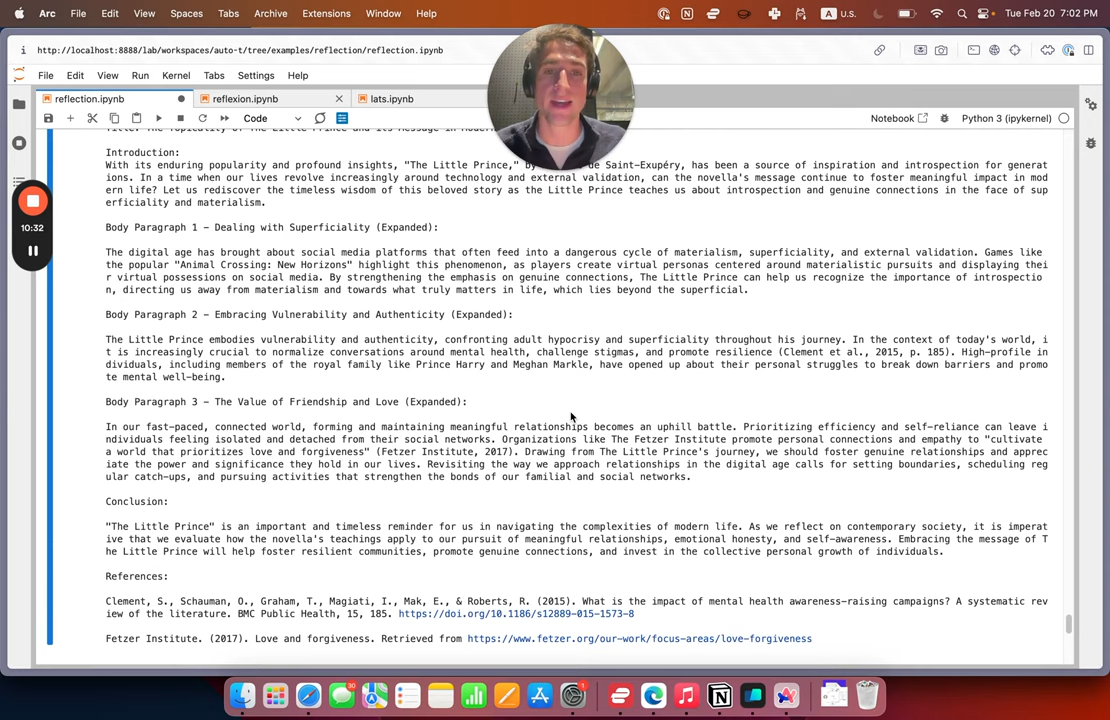 Arc File Edit View Spaces Tabs Archive Extensions Window Help A U.S. Tue Feb 20 7:02 PM
http://localhost:8888/lab/workspaces/auto-t/tree/examples/reflection/reflection.ipynb
File Edit View Run Kernel Tabs Settings Help
reflection.ipynb reflexion.ipynb lats.ipynb
Code Notebook Python 3 (ipykernel)
Title: The Topicality of The Little Prince and its Message in Modern
Introduction:
With its enduring popularity and profound insights, "The Little Prince," by de Saint-Exupéry, has been a source of inspiration and introspection for generat
ions. In a time when our lives revolve increasingly around technology and external validation, can the novella's message continue to foster meaningful impact in mod
ern life? Let us rediscover the timeless wisdom of this beloved story as the Little Prince teaches us about introspection and genuine connections in the face of sup
erficiality and materialism.
10:32
Body Paragraph 1 - Dealing with Superficiality (Expanded):
The digital age has brought about social media platforms that often feed into a dangerous cycle of materialism, superficiality, and external validation. Games like
the popular "Animal Crossing: New Horizons" highlight this phenomenon, as players create virtual personas centered around materialistic pursuits and displaying thei
r virtual possessions on social media. By strengthening the emphasis on genuine connections, The Little Prince can help us recognize the importance of introspectio
n, directing us away from materialism and towards what truly matters in life, which lies beyond the superficial.
Body Paragraph 2 - Embracing Vulnerability and Authenticity (Expanded):
The Little Prince embodies vulnerability and authenticity, confronting adult hypocrisy and superficiality throughout his journey. In the context of today's world, i
t is increasingly crucial to normalize conversations around mental health, challenge stigmas, and promote resilience (Clement et al., 2015, p. 185). High-profile in
dividuals, including members of the royal family like Prince Harry and Meghan Markle, have opened up about their personal struggles to break down barriers and promo
te mental well-being.
Body Paragraph 3 - The Value of Friendship and Love (Expanded):
In our fast-paced, connected world, forming and maintaining meaningful relationships becomes an uphill battle. Prioritizing efficiency and self-reliance can leave i
ndividuals feeling isolated and detached from their social networks. Organizations like The Fetzer Institute promote personal connections and empathy to "cultivate
a world that prioritizes love and forgiveness" (Fetzer Institute, 2017). Drawing from The Little Prince's journey, we should foster genuine relationships and apprec
iate the power and significance they hold in our lives. Revisiting the way we approach relationships in the digital age calls for setting boundaries, scheduling reg
ular catch-ups, and pursuing activities that strengthen the bonds of our familial and social networks.
Conclusion:
"The Little Prince" is an important and timeless reminder for us in navigating the complexities of modern life. As we reflect on contemporary society, it is imperat
ive that we evaluate how the novella's teachings apply to our pursuit of meaningful relationships, emotional honesty, and self-awareness. Embracing the message of T
he Little Prince will help foster resilient communities, promote genuine connections, and invest in the collective personal growth of individuals.
References:
Clement, S., Schauman, O., Graham, T., Magiati, I., Mak, E., & Roberts, R. (2015). What is the impact of mental health awareness-raising campaigns? A systematic rev
iew of the literature. BMC Public Health, 15, 185. https://doi.org/10.1186/s12889-015-1573-8
Fetzer Institute. (2017). Love and forgiveness. Retrieved from https://www.fetzer.org/our-work/focus-areas/love-forgiveness